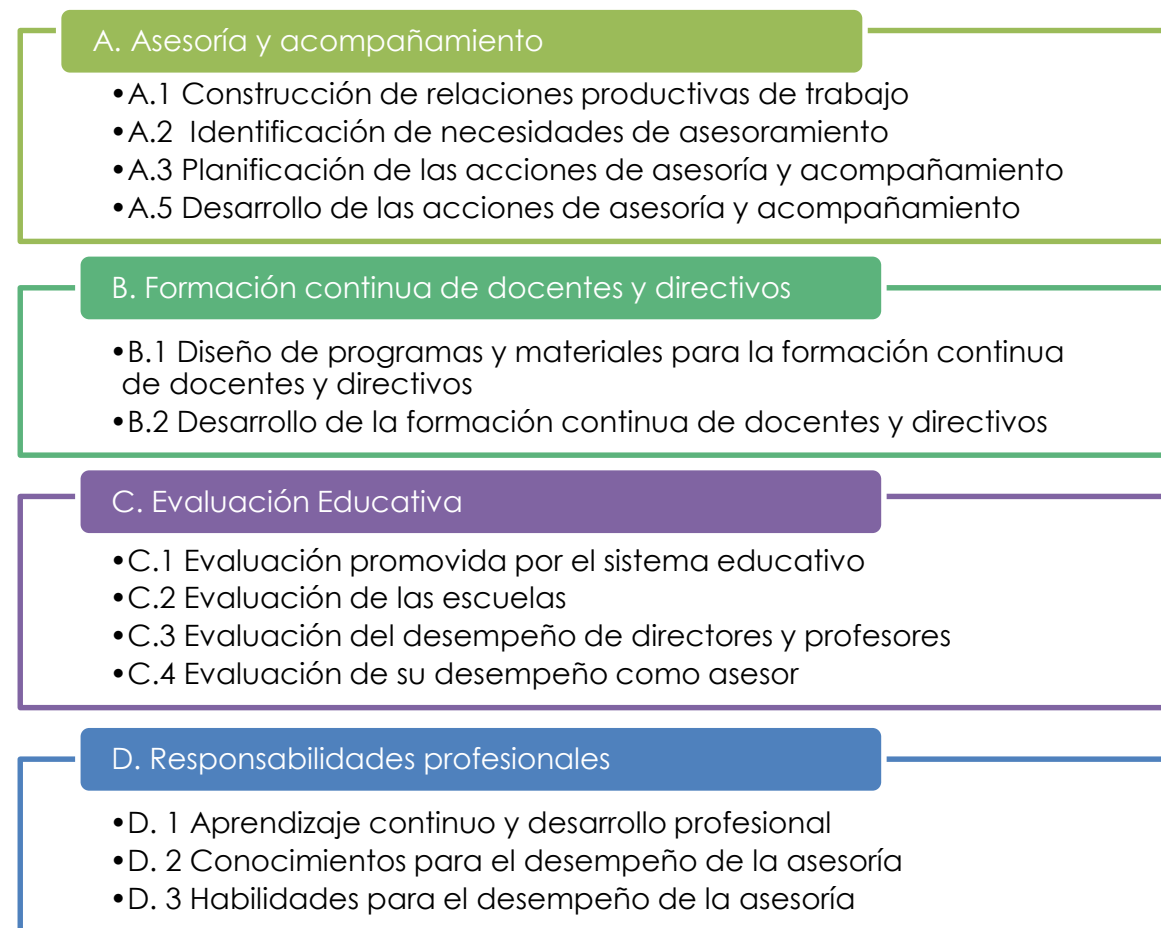 A. Asesoría y acompañamiento
•A.1 Construcción de relaciones productivas de trabajo
•A.2 Identificación de necesidades de asesoramiento
•A.3 Planificación de las acciones de asesoría y acompañamiento
•A.5 Desarrollo de las acciones de asesoría y acompañamiento
B. Formación continua de docentes y directivos
•B.1 Diseño de programas y materiales para la formación continua
de docentes y directivos
•B.2 Desarrollo de la formación continua de docentes y directivos
C. Evaluación Educativa
•C.1 Evaluación promovida por el sistema educativo
•C.2 Evaluación de las escuelas
•C.3 Evaluación del desempeño de directores y profesores
•C.4 Evaluación de su desempeño como asesor
D. Responsabilidades profesionales
•D. 1 Aprendizaje continuo y desarrollo profesional
•D. 2 Conocimientos para el desempeño de la asesoría
•D. 3 Habilidades para el desempeño de la asesoría